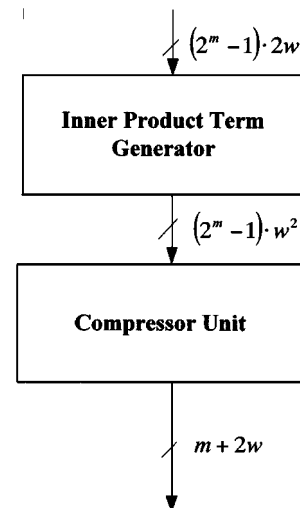 (2^m −1)·2w
Inner Product Term
Generator
(2^m −1)·w^2
Compressor Unit
m + 2w